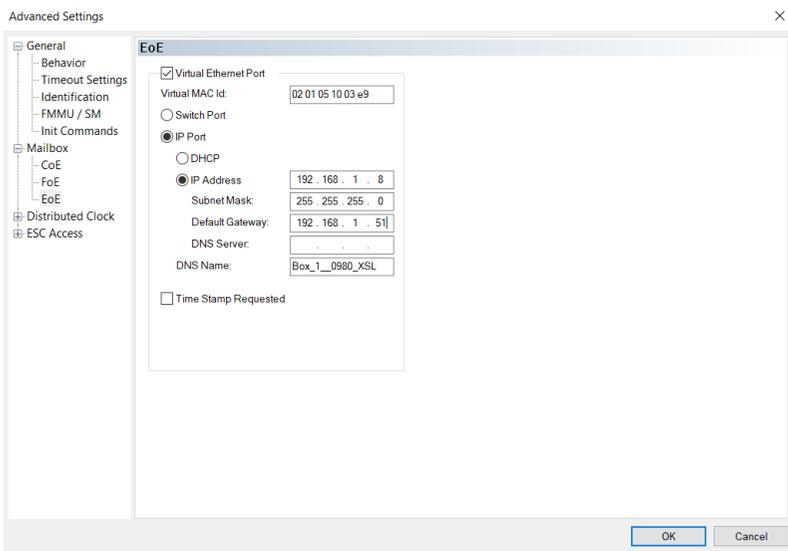 Advanced Settings
General
Behavior
Timeout Settings
Identification
FMMU / SM
Init Commands
Mailbox
CoE
FoE
EoE
Distributed Clock
ESC Access
EoE
Virtual Ethernet Port
Virtual MAC Id: 02 01 05 10 03 e9
Switch Port
IP Port
DHCP
IP Address 192 . 168 . 1 . 8
Subnet Mask: 255 . 255 . 255 . 0
Default Gateway: 192 . 168 . 1 . 51
DNS Server: . . .
DNS Name: Box_1__0980_XSL
Time Stamp Requested
OK Cancel